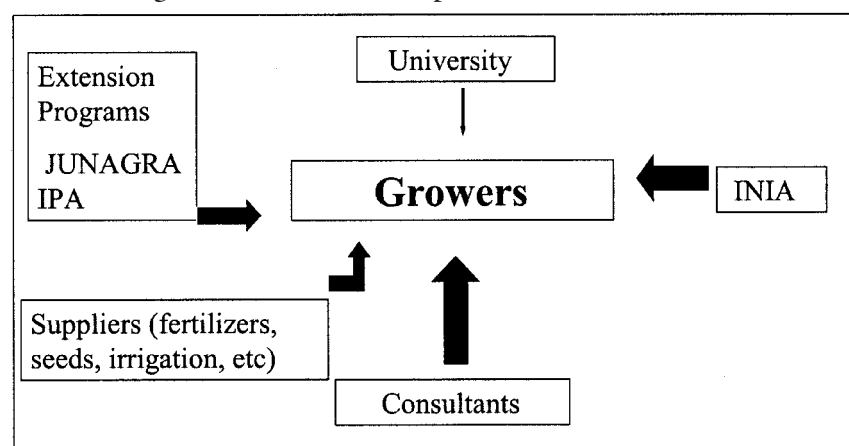 Extension
Programs
JUNAGRA
IPA
University
Growers
INIA
Suppliers (fertilizers,
seeds, irrigation, etc)
Consultants